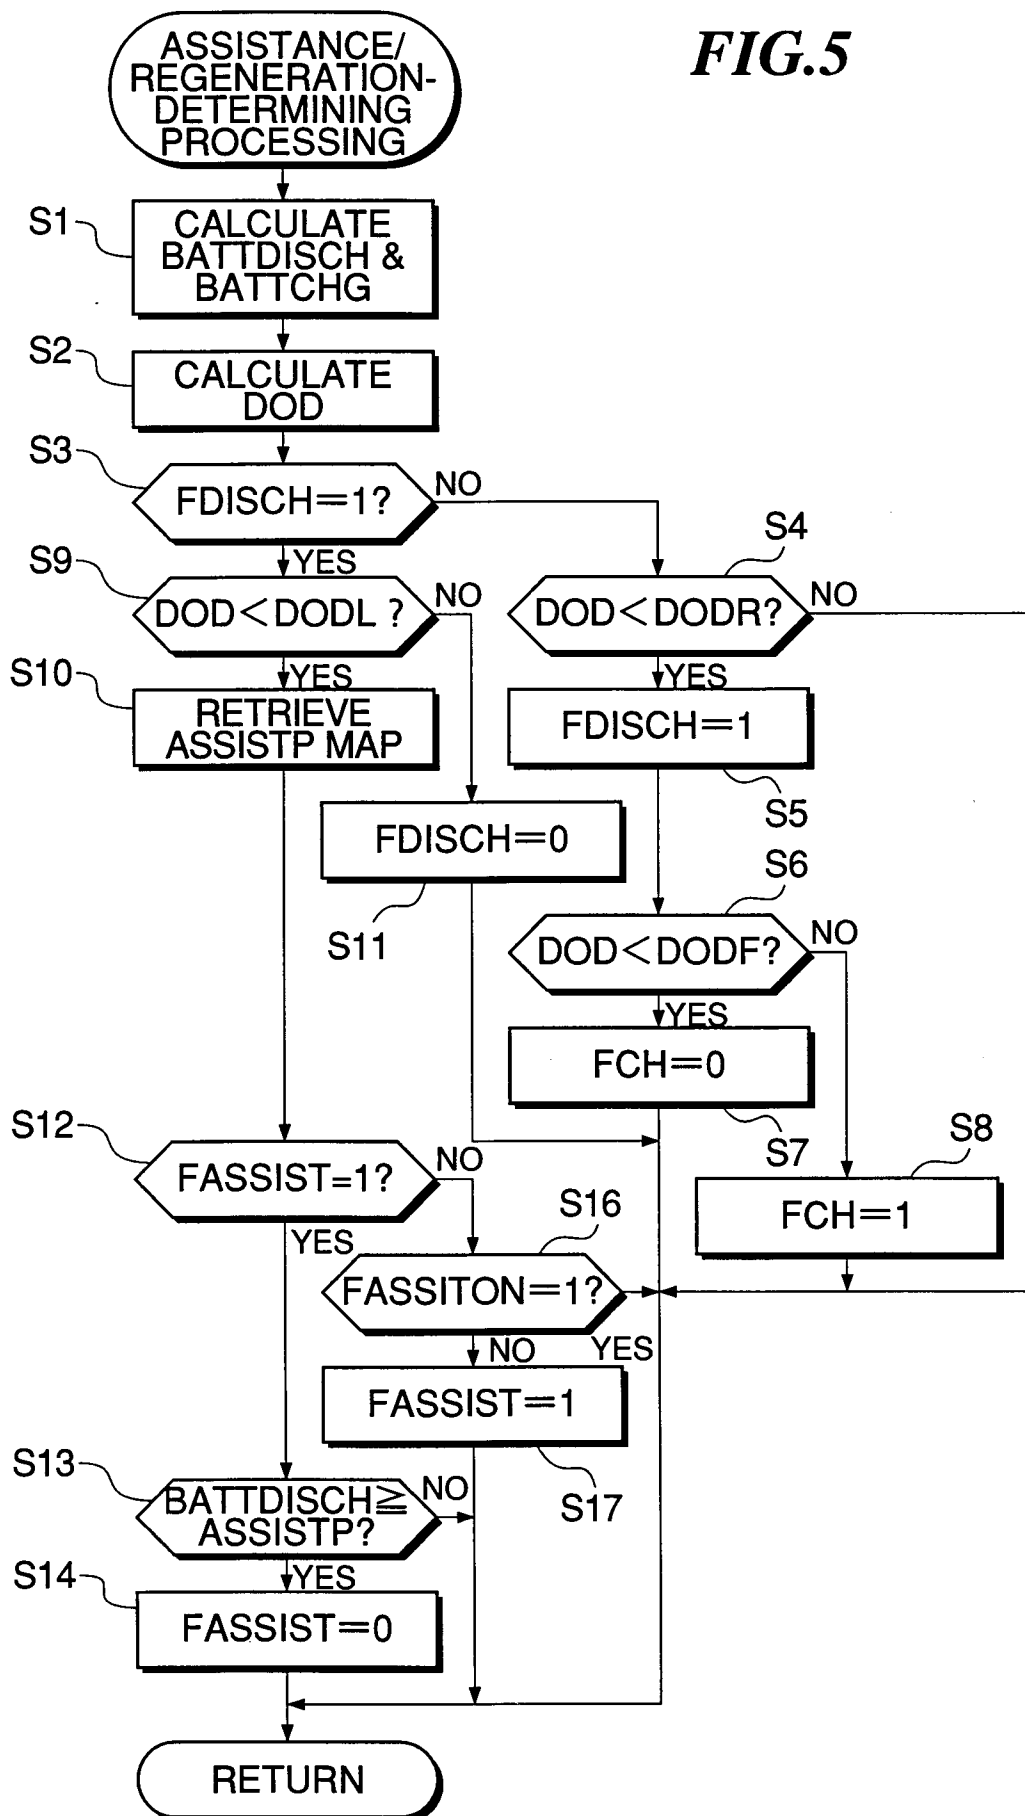 FIG.5
ASSISTANCE/
REGENERATION-
DETERMINING
PROCESSING
S1
CALCULATE
BATTDISCH &
BATTCHG
S2
CALCULATE
DOD
S3
FDISCH=1?
NO
YES
S4
DOD<DODR?
NO
YES
S9
DOD<DODL ?
NO
YES
S10
RETRIEVE
ASSISTP MAP
FDISCH=1
S5
FDISCH=0
S11
S6
DOD<DODF?
NO
YES
FCH=0
S7
S8
FCH=1
S12
FASSIST=1?
NO
YES
S16
FASSITON=1?
NO
YES
FASSIST=1
S17
S13
BATTDISCH≧
ASSISTP?
NO
YES
S14
FASSIST=0
RETURN